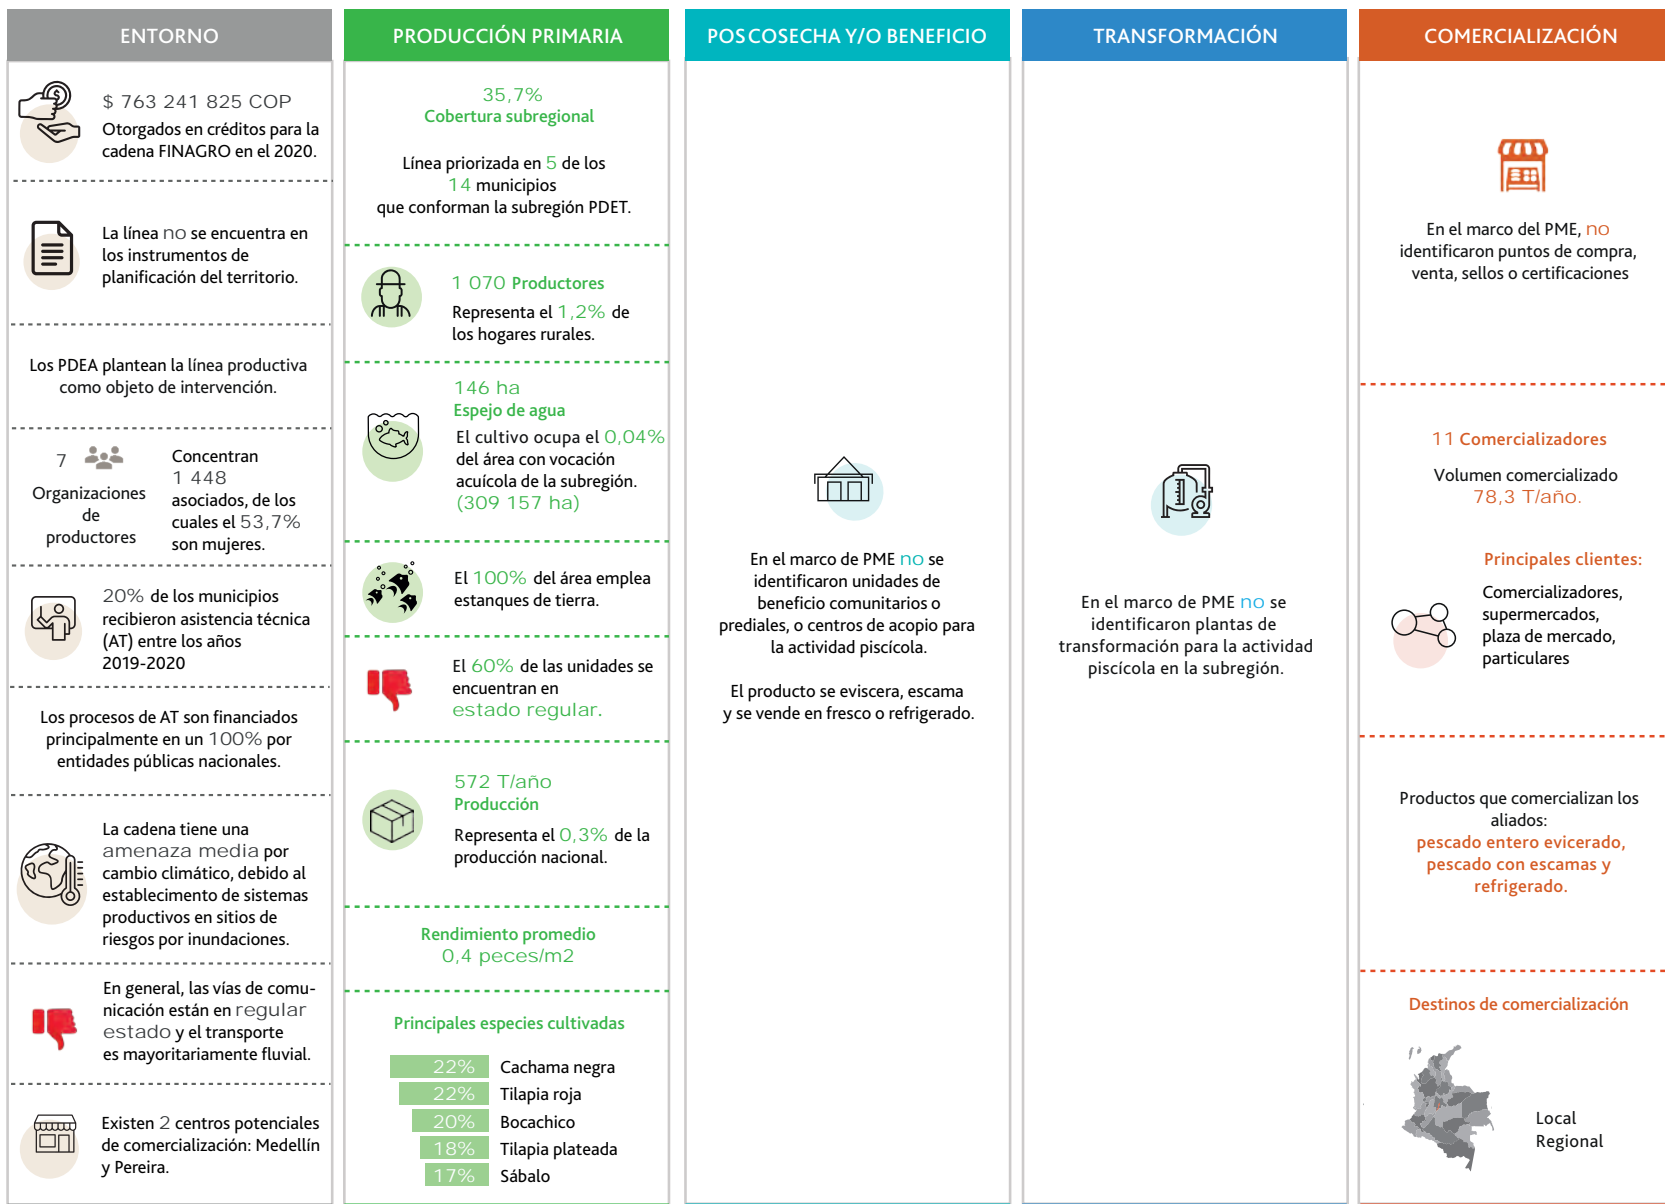 ENTORNO
$ 763 241 825 COP
Otorgados en créditos para la
cadena FINAGRO en el 2020.
La línea no se encuentra en
los instrumentos de
planificación del territorio.
Los PDEA plantean la línea productiva
como objeto de intervención.
7
Organizaciones
de
productores
Concentran
1 448
asociados, de los
cuales el 53,7%
son mujeres.
20% de los municipios
recibieron asistencia técnica
(AT) entre los años
2019-2020
Los procesos de AT son financiados
principalmente en un 100% por
entidades públicas nacionales.
La cadena tiene una
amenaza media por
cambio climático, debido al
establecimento de sistemas
productivos en sitios de
riesgos por inundaciones.
En general, las vías de comu-
nicación están en regular
estado y el transporte
es mayoritariamente fluvial.
Existen 2 centros potenciales
de comercialización: Medellín
y Pereira.
PRODUCCIÓN PRIMARIA
35,7%
Cobertura subregional
Línea priorizada en 5 de los
14 municipios
que conforman la subregión PDET.
1 070 Productores
Representa el 1,2% de
los hogares rurales.
146 ha
Espejo de agua
El cultivo ocupa el 0,04%
del área con vocación
acuícola de la subregión.
(309 157 ha)
El 100% del área emplea
estanques de tierra.
El 60% de las unidades se
encuentran en
estado regular.
572 T/año
Producción
Representa el 0,3% de la
producción nacional.
Rendimiento promedio
0,4 peces/m2
Principales especies cultivadas
22% Cachama negra
22% Tilapia roja
20% Bocachico
18% Tilapia plateada
17% Sábalo
POSCOSECHA Y/O BENEFICIO
En el marco de PME no se
identificaron unidades de
beneficio comunitarios o
prediales, o centros de acopio para
la actividad piscícola.
El producto se eviscera, escama
y se vende en fresco o refrigerado.
TRANSFORMACIÓN
En el marco de PME no se
identificaron plantas de
transformación para la actividad
piscícola en la subregión.
COMERCIALIZACIÓN
En el marco del PME, no
identificaron puntos de compra,
venta, sellos o certificaciones
11 Comercializadores
Volumen comercializado
78,3 T/año.
Principales clientes:
Comercializadores,
supermercados,
plaza de mercado,
particulares
Productos que comercializan los
aliados:
pescado entero evicerado,
pescado con escamas y
refrigerado.
Destinos de comercialización
Local
Regional